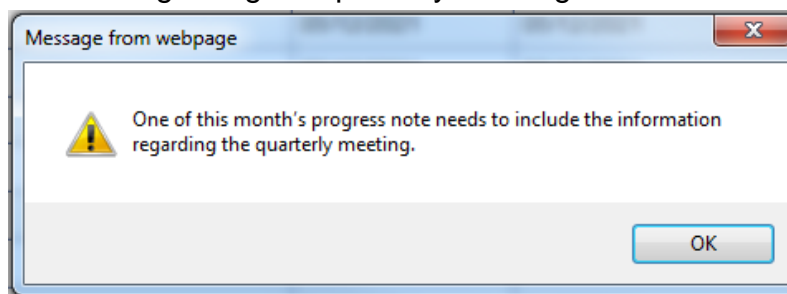 Message from webpage
One of this month's progress note needs to include the information
regarding the quarterly meeting.
OK